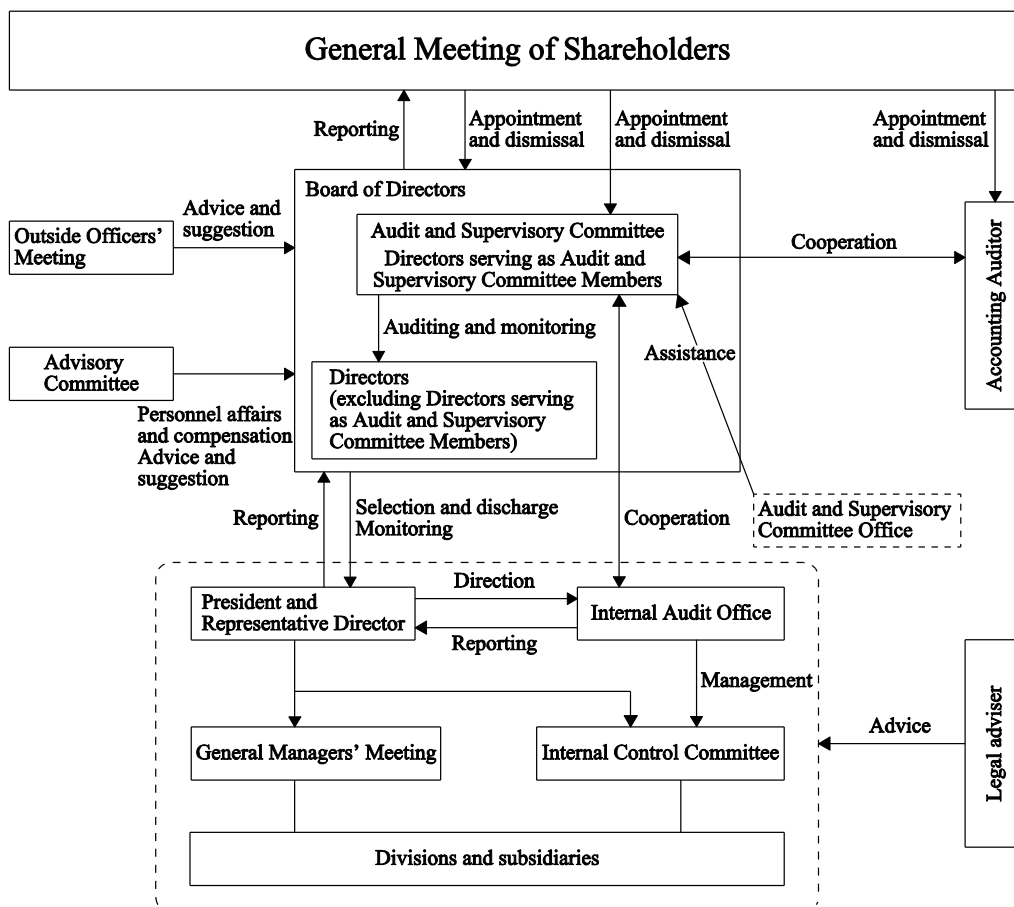 General Meeting of Shareholders
Reporting
Appointment
and dismissal
Appointment
and dismissal
Appointment
and dismissal
Board of Directors
Outside Officers'
Meeting
Advice and
suggestion
Audit and Supervisory Committee
Directors serving as Audit and
Supervisory Committee Members
Cooperation
Accounting Auditor
Auditing and monitoring
Assistance
Advisory
Committee
Personnel affairs
and compensation
Advice and
suggestion
Directors
(excluding Directors serving
as Audit and Supervisory
Committee Members)
Reporting
Selection and discharge
Monitoring
Cooperation
Audit and Supervisory
Committee Office
President and
Representative Director
Direction
Reporting
Internal Audit Office
Management
General Managers' Meeting
Internal Control Committee
Advice
Legal adviser
Divisions and subsidiaries